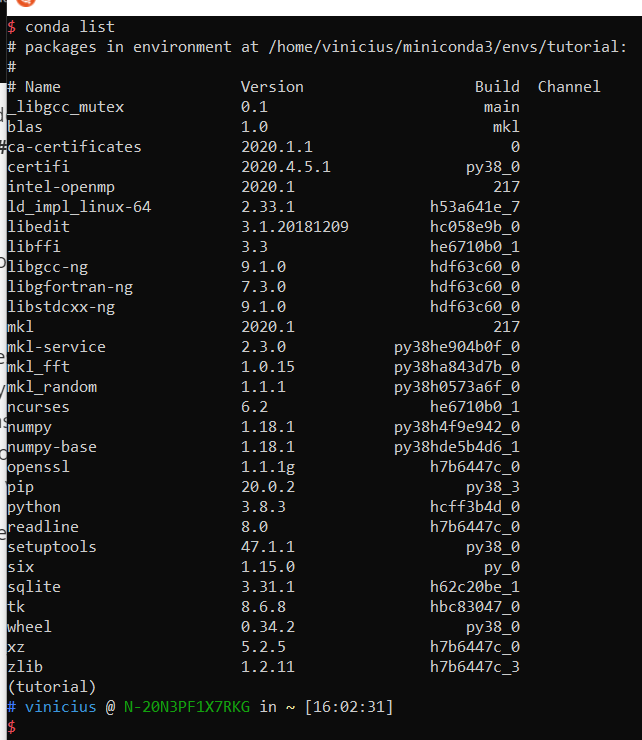 $ conda list
# packages in environment at /home/vinicius/miniconda3/envs/tutorial:
#
# Name Version Build Channel
_libgcc_mutex 0.1 main
blas 1.0 mkl
ca-certificates 2020.1.1 0
certifi 2020.4.5.1 py38_0
intel-openmp 2020.1 217
ld_impl_linux-64 2.33.1 h53a641e_7
libedit 3.1.20181209 hc058e9b_0
libffi 3.3 he6710b0_1
libgcc-ng 9.1.0 hdf63c60_0
libgfortran-ng 7.3.0 hdf63c60_0
libstdcxx-ng 9.1.0 hdf63c60_0
mkl 2020.1 217
mkl-service 2.3.0 py38he904b0f_0
mkl_fft 1.0.15 py38ha843d7b_0
mkl_random 1.1.1 py38h0573a6f_0
ncurses 6.2 he6710b0_1
numpy 1.18.1 py38h4f9e942_0
numpy-base 1.18.1 py38hde5b4d6_1
openssl 1.1.1g h7b6447c_0
pip 20.0.2 py38_3
python 3.8.3 hcff3b4d_0
readline 8.0 h7b6447c_0
setuptools 47.1.1 py38_0
six 1.15.0 py_0
sqlite 3.31.1 h62c20be_1
tk 8.6.8 hbc83047_0
wheel 0.34.2 py38_0
xz 5.2.5 h7b6447c_0
zlib 1.2.11 h7b6447c_3
(tutorial)
# vinicius @ N-20N3PF1X7RKG in ~ [16:02:31]
$